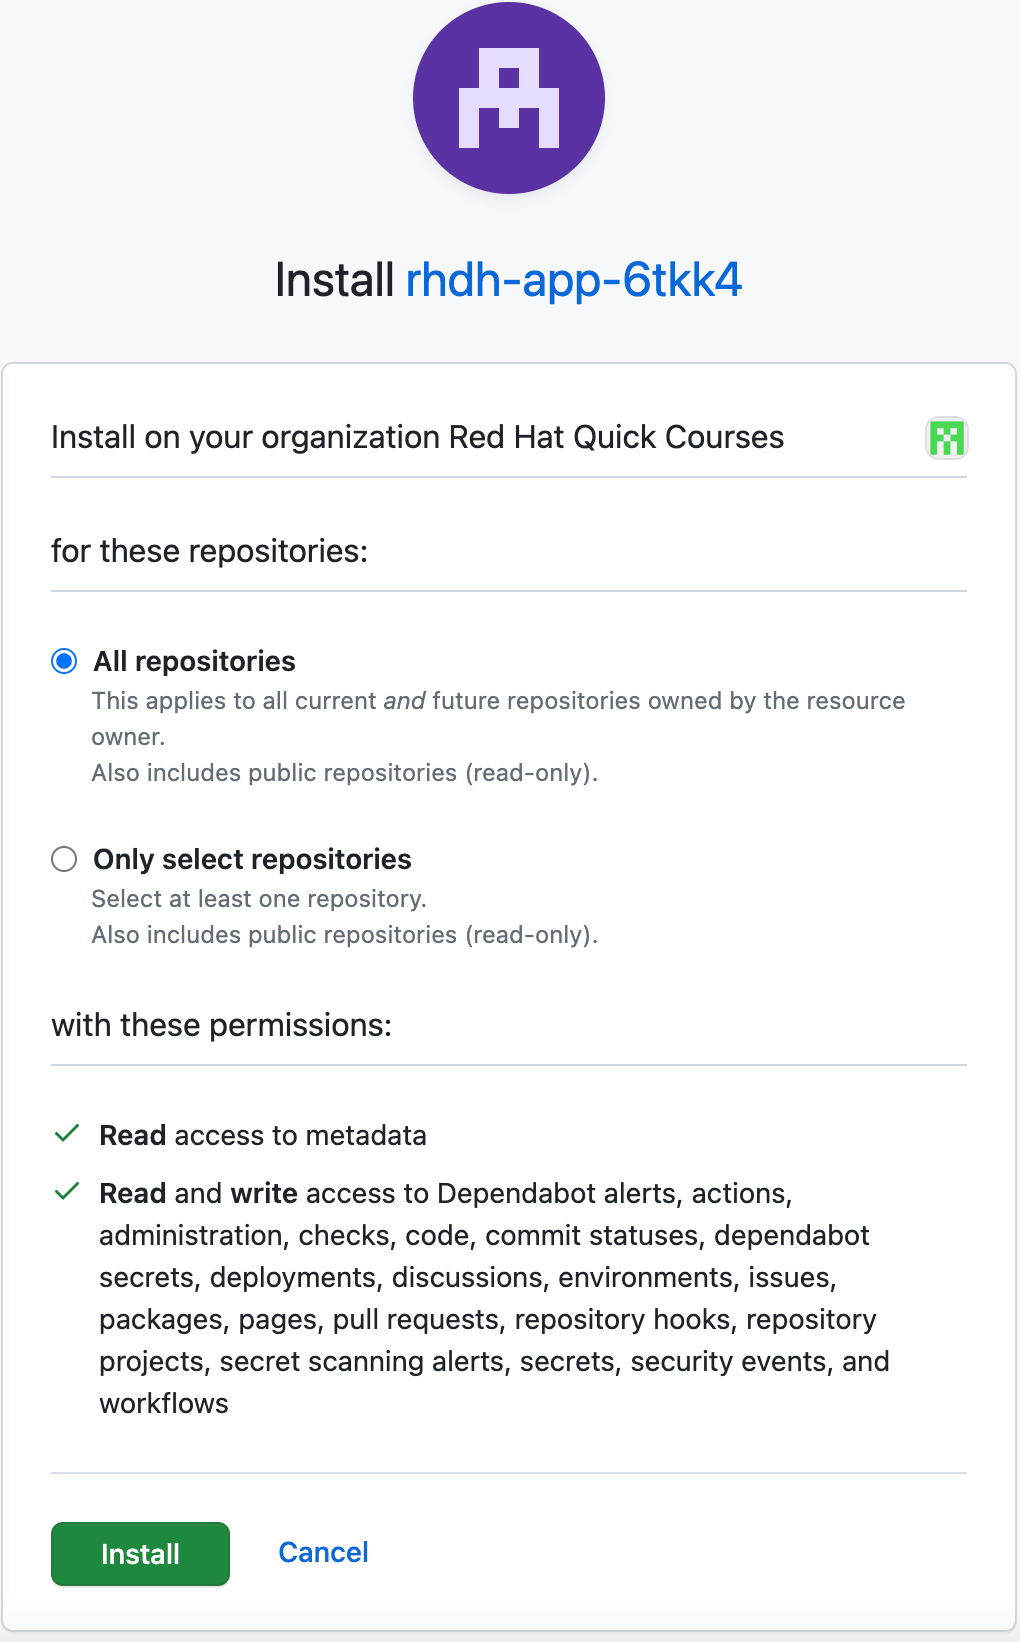 Install rhdh-app-6tkk4
Install on your organization Red Hat Quick Courses
for these repositories:
All repositories
This applies to all current and future repositories owned by the resource
owner.
Also includes public repositories (read-only).
Only select repositories
Select at least one repository.
Also includes public repositories (read-only).
with these permissions:
Read access to metadata
Read and write access to Dependabot alerts, actions,
administration, checks, code, commit statuses, dependabot
secrets, deployments, discussions, environments, issues,
packages, pages, pull requests, repository hooks, repository
projects, secret scanning alerts, secrets, security events, and
workflows
Install
Cancel